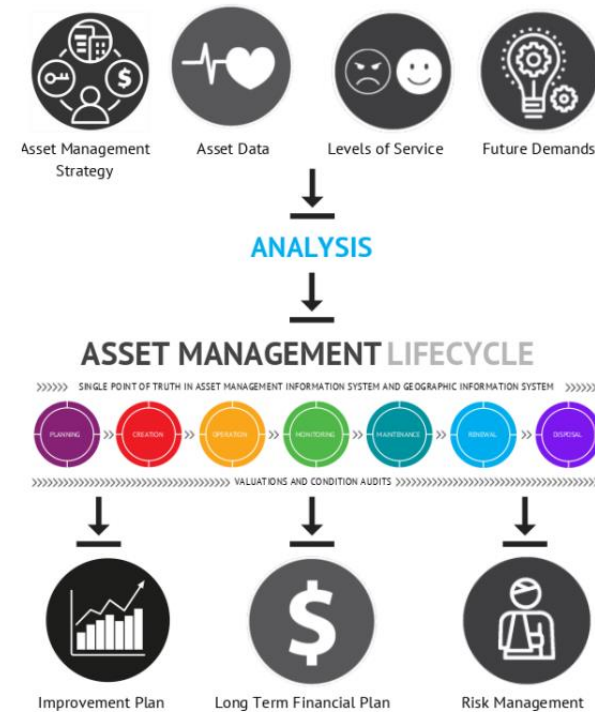 Asset Management
Strategy
Asset Data
Levels of Service
Future Demands
ANALYSIS
ASSET MANAGEMENT LIFECYCLE
SINGLE POINT OF TRUTH IN ASSET MANAGEMENT INFORMATION SYSTEM AND GEOGRAPHIC INFORMATION SYSTEM
PLANNING
CREATION
OPERATION
MONITORING
MAINTENANCE
RENEWAL
DISPOSAL
VALUATIONS AND CONDITION AUDITS
Improvement Plan
Long Term Financial Plan
Risk Management